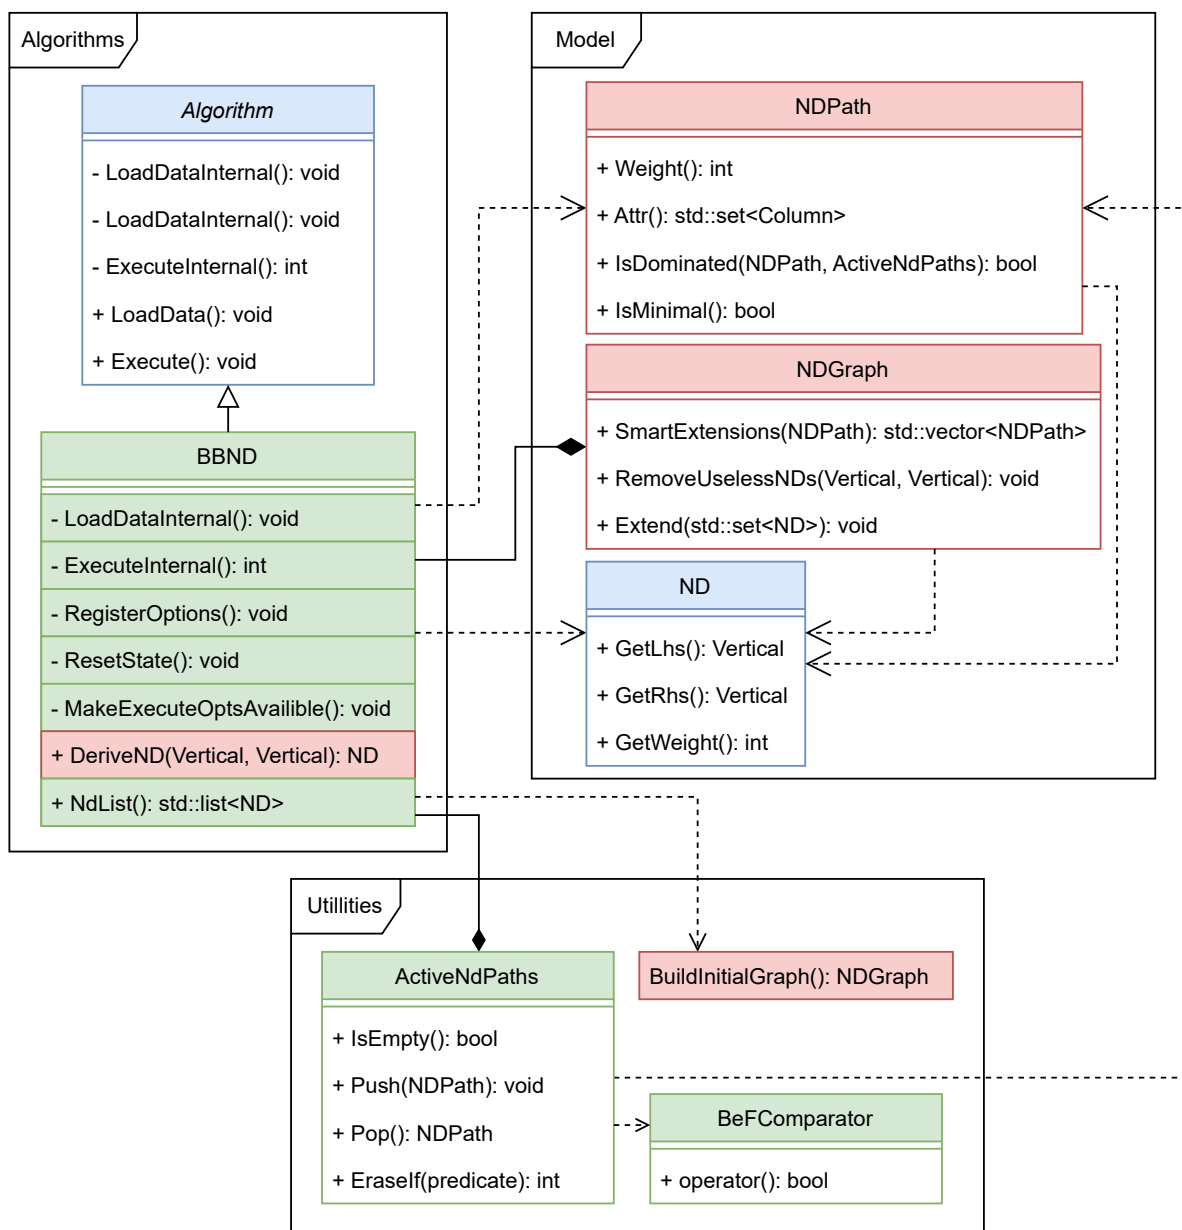 Algorithms
Algorithm
- LoadDataInternal(): void
- LoadDataInternal(): void
- ExecuteInternal(): int
+ LoadData(): void
+ Execute(): void
BBND
- LoadDataInternal(): void
- ExecuteInternal(): int
- RegisterOptions(): void
- ResetState(): void
- MakeExecuteOptsAvailible(): void
+ DeriveND(Vertical, Vertical): ND
+ NdList(): std::list<ND>
Model
NDPath
+ Weight(): int
+ Attr(): std::set<Column>
+ IsDominated(NDPath, ActiveNdPaths): bool
+ IsMinimal(): bool
NDGraph
+ SmartExtensions(NDPath): std::vector<NDPath>
+ RemoveUselessNDs(Vertical, Vertical): void
+ Extend(std::set<ND>): void
ND
+ GetLhs(): Vertical
+ GetRhs(): Vertical
+ GetWeight(): int
Utillities
ActiveNdPaths
+ IsEmpty(): bool
+ Push(NDPath): void
+ Pop(): NDPath
+ EraseIf(predicate): int
BuildInitialGraph(): NDGraph
BeFComparator
+ operator(): bool